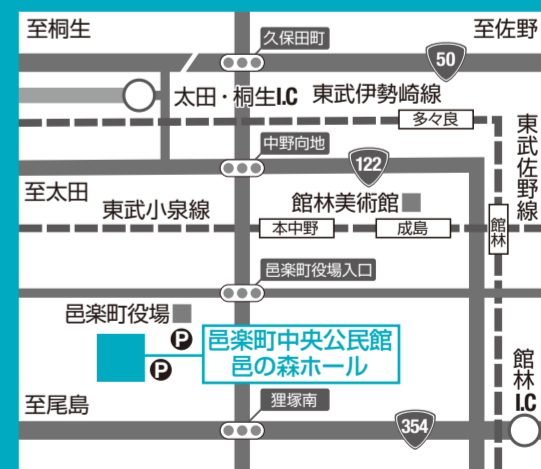 至桐生
久保田町
至佐野
50
太田・桐生I.C
東武伊勢崎線
多々良
東武佐野線
中野向地
122
至太田
東武小泉線
館林美術館
本中野
成島
館林
邑楽町役場入口
邑楽町役場
P
邑楽町中央公民館
邑の森ホール
P
館林I.C
至尾島
狸塚南
354